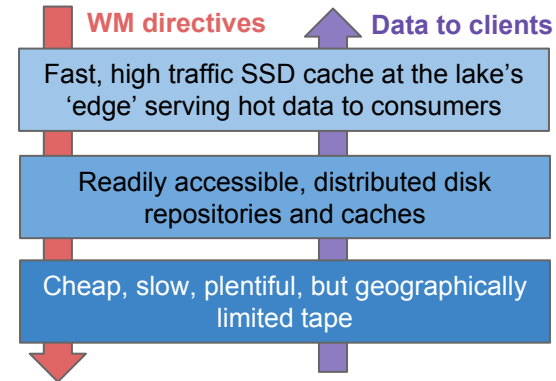 WM directives
Data to clients
Fast, high traffic SSD cache at the lake’s
‘edge’ serving hot data to consumers
Readily accessible, distributed disk
repositories and caches
Cheap, slow, plentiful, but geographically
limited tape